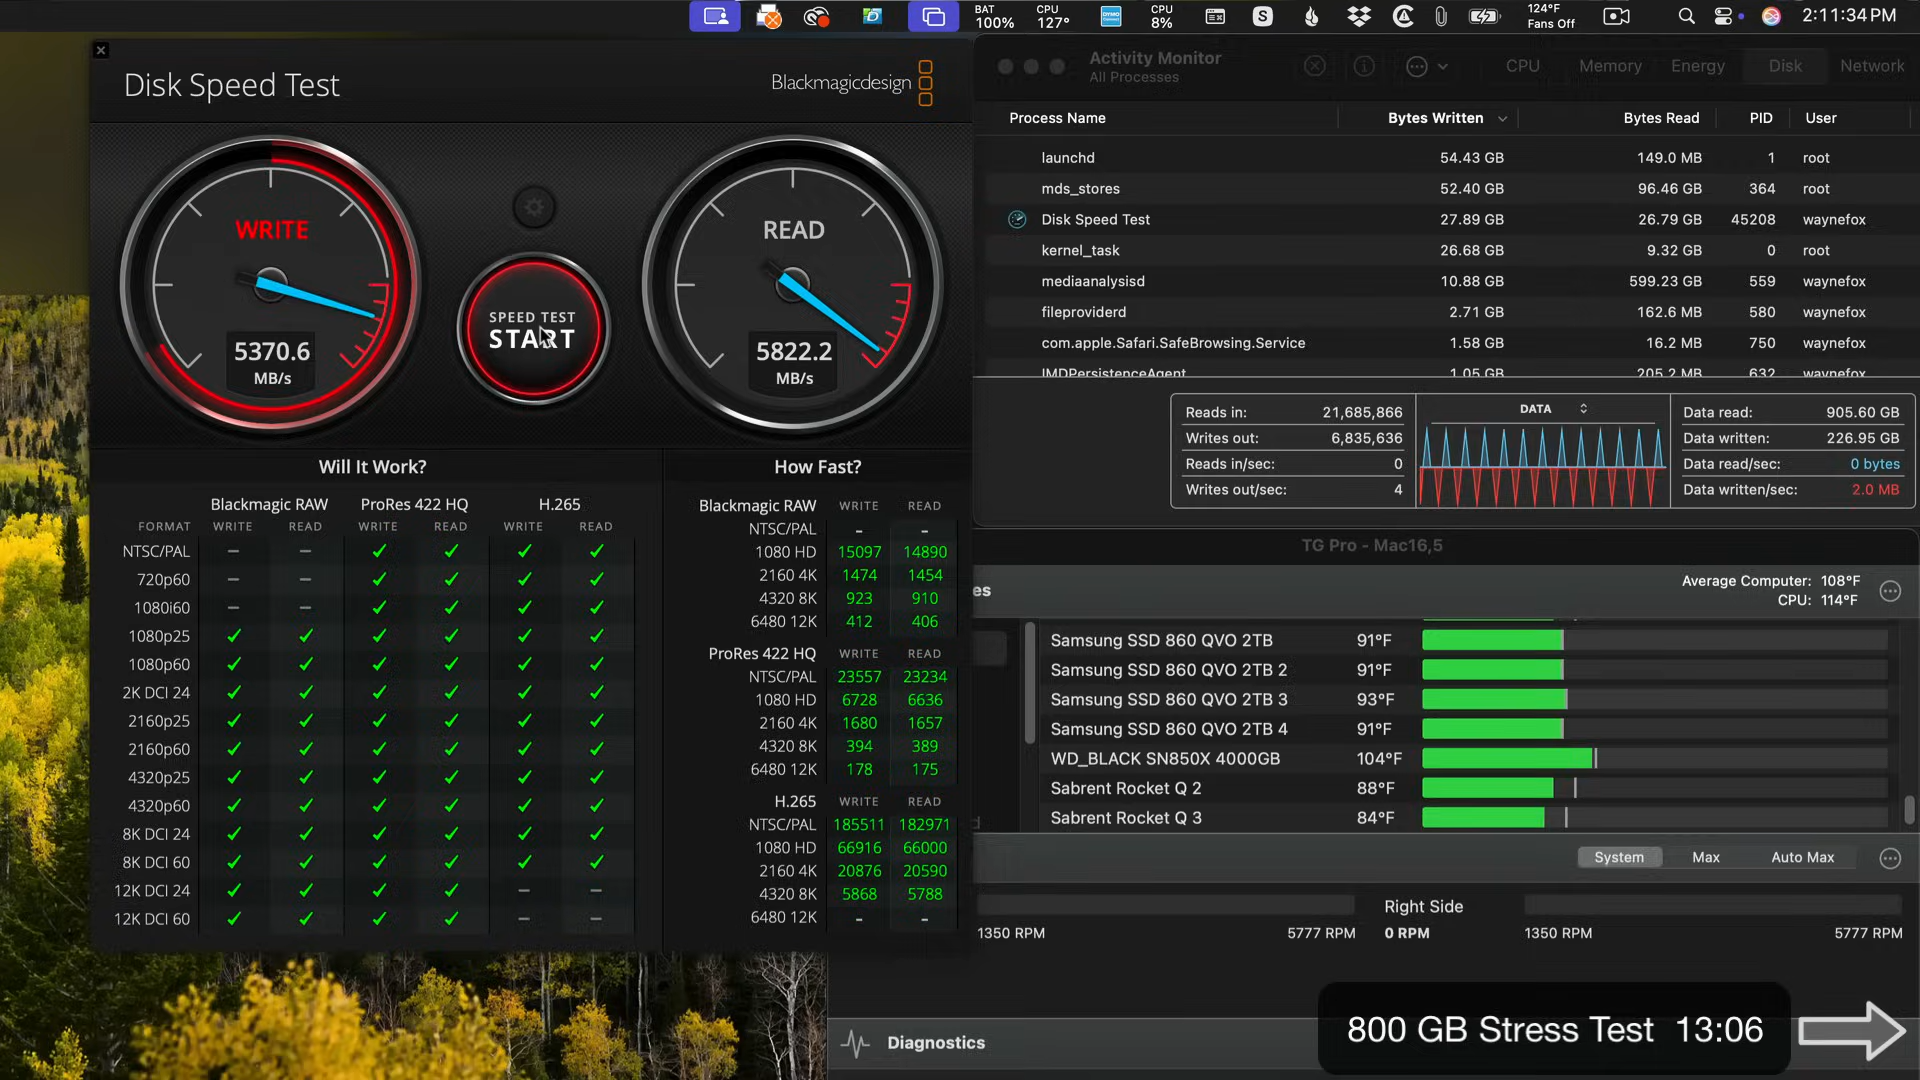 BAT 100% CPU 127° CPU 8% 124°F Fans Off 2:11:34 PM
Disk Speed Test
Blackmagicdesign
WRITE
5370.6
MB/s
SPEED TEST
START
READ
5822.2
MB/s
Will It Work?
Blackmagic RAW ProRes 422 HQ H.265
FORMAT WRITE READ WRITE READ WRITE READ
NTSC/PAL – – ✓ ✓ ✓ ✓
720p60 – – ✓ ✓ ✓ ✓
1080i60 – – ✓ ✓ ✓ ✓
1080p25 ✓ ✓ ✓ ✓ ✓ ✓
1080p60 ✓ ✓ ✓ ✓ ✓ ✓
2K DCI 24 ✓ ✓ ✓ ✓ ✓ ✓
2160p25 ✓ ✓ ✓ ✓ ✓ ✓
2160p60 ✓ ✓ ✓ ✓ ✓ ✓
4320p25 ✓ ✓ ✓ ✓ ✓ ✓
4320p60 ✓ ✓ ✓ ✓ ✓ ✓
8K DCI 24 ✓ ✓ ✓ ✓ ✓ ✓
8K DCI 60 ✓ ✓ ✓ ✓ ✓ ✓
12K DCI 24 ✓ ✓ ✓ ✓ – –
12K DCI 60 ✓ ✓ ✓ ✓ – –
How Fast?
Blackmagic RAW WRITE READ
NTSC/PAL - -
1080 HD 15097 14890
2160 4K 1474 1454
4320 8K 923 910
6480 12K 412 406
ProRes 422 HQ WRITE READ
NTSC/PAL 23557 23234
1080 HD 6728 6636
2160 4K 1680 1657
4320 8K 394 389
6480 12K 178 175
H.265 WRITE READ
NTSC/PAL 185511 182971
1080 HD 66916 66000
2160 4K 20876 20590
4320 8K 5868 5788
6480 12K - -
Activity Monitor
All Processes
CPU Memory Energy Disk Network
Process Name Bytes Written Bytes Read PID User
launchd 54.43 GB 149.0 MB 1 root
mds_stores 52.40 GB 96.46 GB 364 root
Disk Speed Test 27.89 GB 26.79 GB 45208 waynefox
kernel_task 26.68 GB 9.32 GB 0 root
mediaanalysisd 10.88 GB 599.23 GB 559 waynefox
fileproviderd 2.71 GB 162.6 MB 580 waynefox
com.apple.Safari.SafeBrowsing.Service 1.58 GB 16.2 MB 750 waynefox
IMDPersistenceAgent 1.05 GB 205.2 MB 632 waynefox
Reads in: 21,685,866
Writes out: 6,835,636
Reads in/sec: 0
Writes out/sec: 4
DATA
Data read: 905.60 GB
Data written: 226.95 GB
Data read/sec: 0 bytes
Data written/sec: 2.0 MB
TG Pro - Mac16,5
es
Average Computer: 108°F
CPU: 114°F
Samsung SSD 860 QVO 2TB 91°F
Samsung SSD 860 QVO 2TB 2 91°F
Samsung SSD 860 QVO 2TB 3 93°F
Samsung SSD 860 QVO 2TB 4 91°F
WD_BLACK SN850X 4000GB 104°F
Sabrent Rocket Q 2 88°F
Sabrent Rocket Q 3 84°F
System Max Auto Max
1350 RPM 5777 RPM
Right Side
0 RPM
1350 RPM 5777 RPM
Diagnostics
800 GB Stress Test 13:06